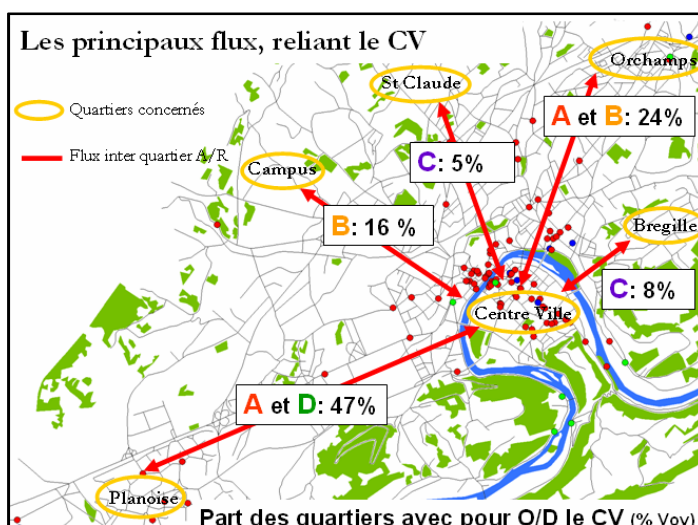 Les principaux flux, reliant le CV
Orchamps
St Claude
Quartiers concernés
A et B: 24%
Flux inter quartier A/R
C: 5%
Campus
B: 16 %
Bregille
C: 8%
Centre Ville
A et D: 47%
Planoise
Part des quartiers avec pour O/D le CV (% Voy)